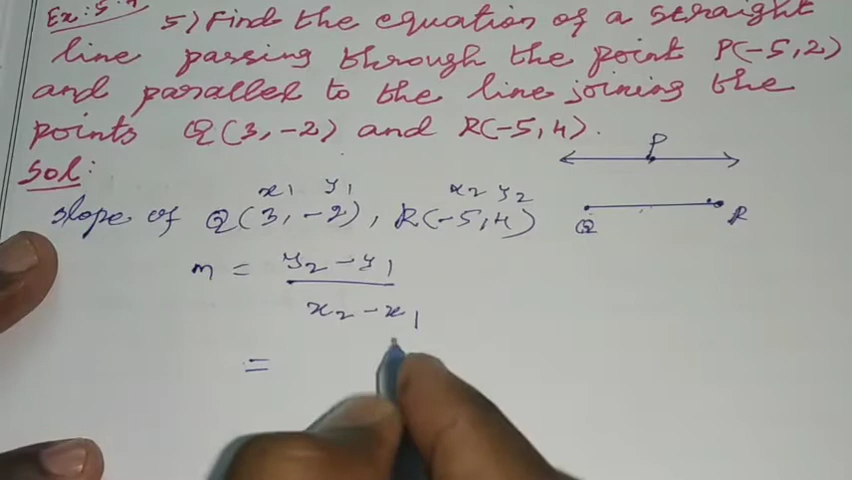 Ex: 5.4 5) Find the equation of a straight
line passing through the point P(-5,2)
and parallel to the line joining the
points Q(3,-2) and R(-5,4).
Sol:
P
x1 y1 x2 y2
slope of Q(3,-2), R(-5,4)
Q R
m = y2-y1
x2-x1
=